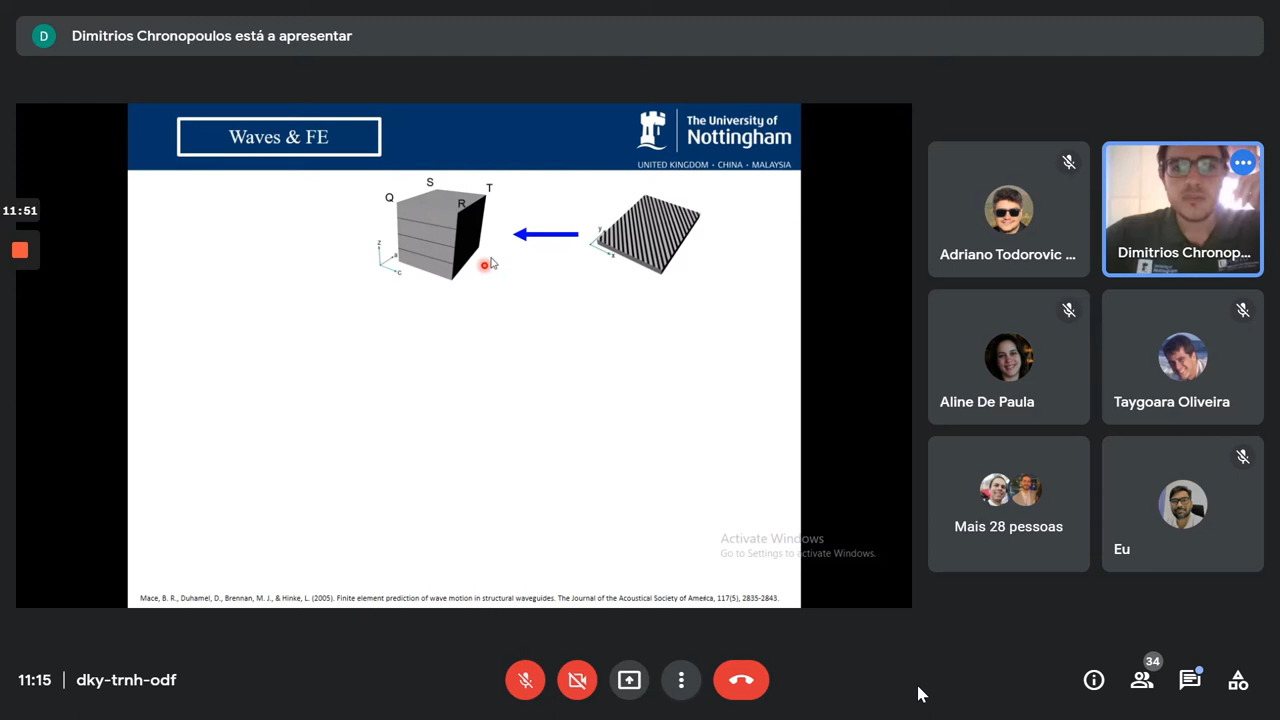 D
Dimitrios Chronopoulos está a apresentar
Waves & FE
The University of
Nottingham
UNITED KINGDOM • CHINA • MALAYSIA
S
T
Q
R
z
a
c
y
x
11:51
Adriano Todorovic ...
Dimitrios Chronop...
Aline De Paula
Taygoara Oliveira
Mais 28 pessoas
Eu
Activate Windows
Go to Settings to activate Windows.
Mace, B. R., Duhamel, D., Brennan, M. J., & Hinke, L. (2005). Finite element prediction of wave motion in structural waveguides. The Journal of the Acoustical Society of America, 117(5), 2835-2843.
11:15 | dky-trnh-odf
34